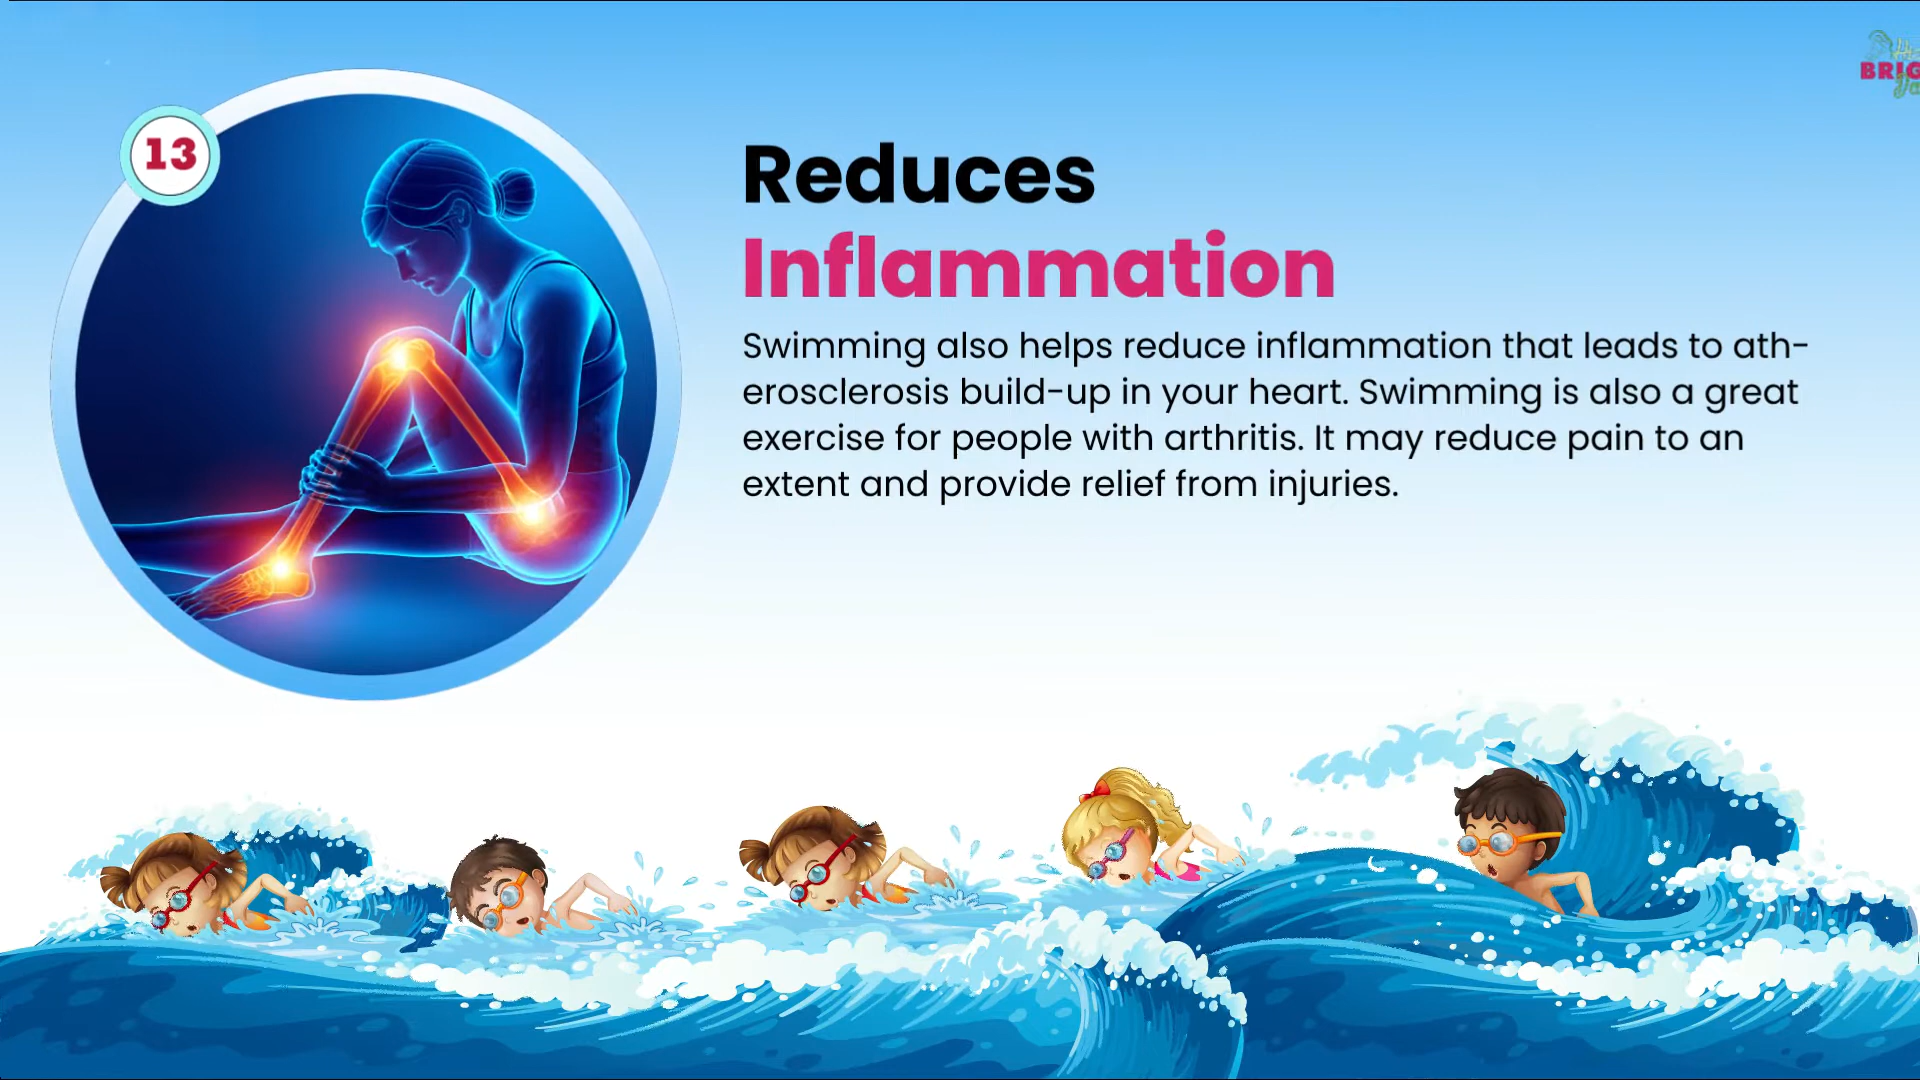 13
Reduces
Inflammation
Swimming also helps reduce inflammation that leads to ath-
erosclerosis build-up in your heart. Swimming is also a great
exercise for people with arthritis. It may reduce pain to an
extent and provide relief from injuries.